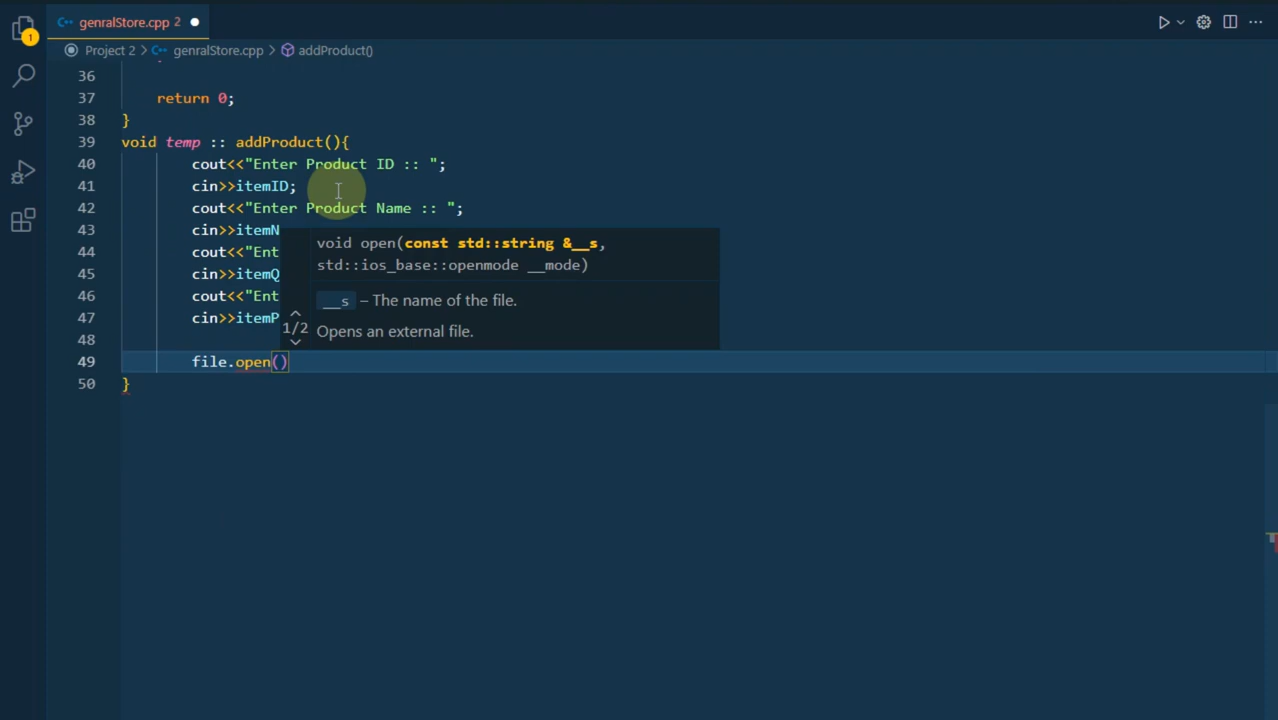 genralStore.cpp 2
Project 2 > genralStore.cpp > addProduct()
1
36
37 return 0;
38 }
39 void temp :: addProduct(){
40 cout<<"Enter Product ID :: ";
41 cin>>itemID;
42 cout<<"Enter Product Name :: ";
43 cin>>itemN
44 cout<<"Ent
45 cin>>itemQ
46 cout<<"Ent
47 cin>>itemP
48
49 file.open()
50 }
void open(const std::string &__s,
std::ios_base::openmode __mode)
__s – The name of the file.
1/2
Opens an external file.